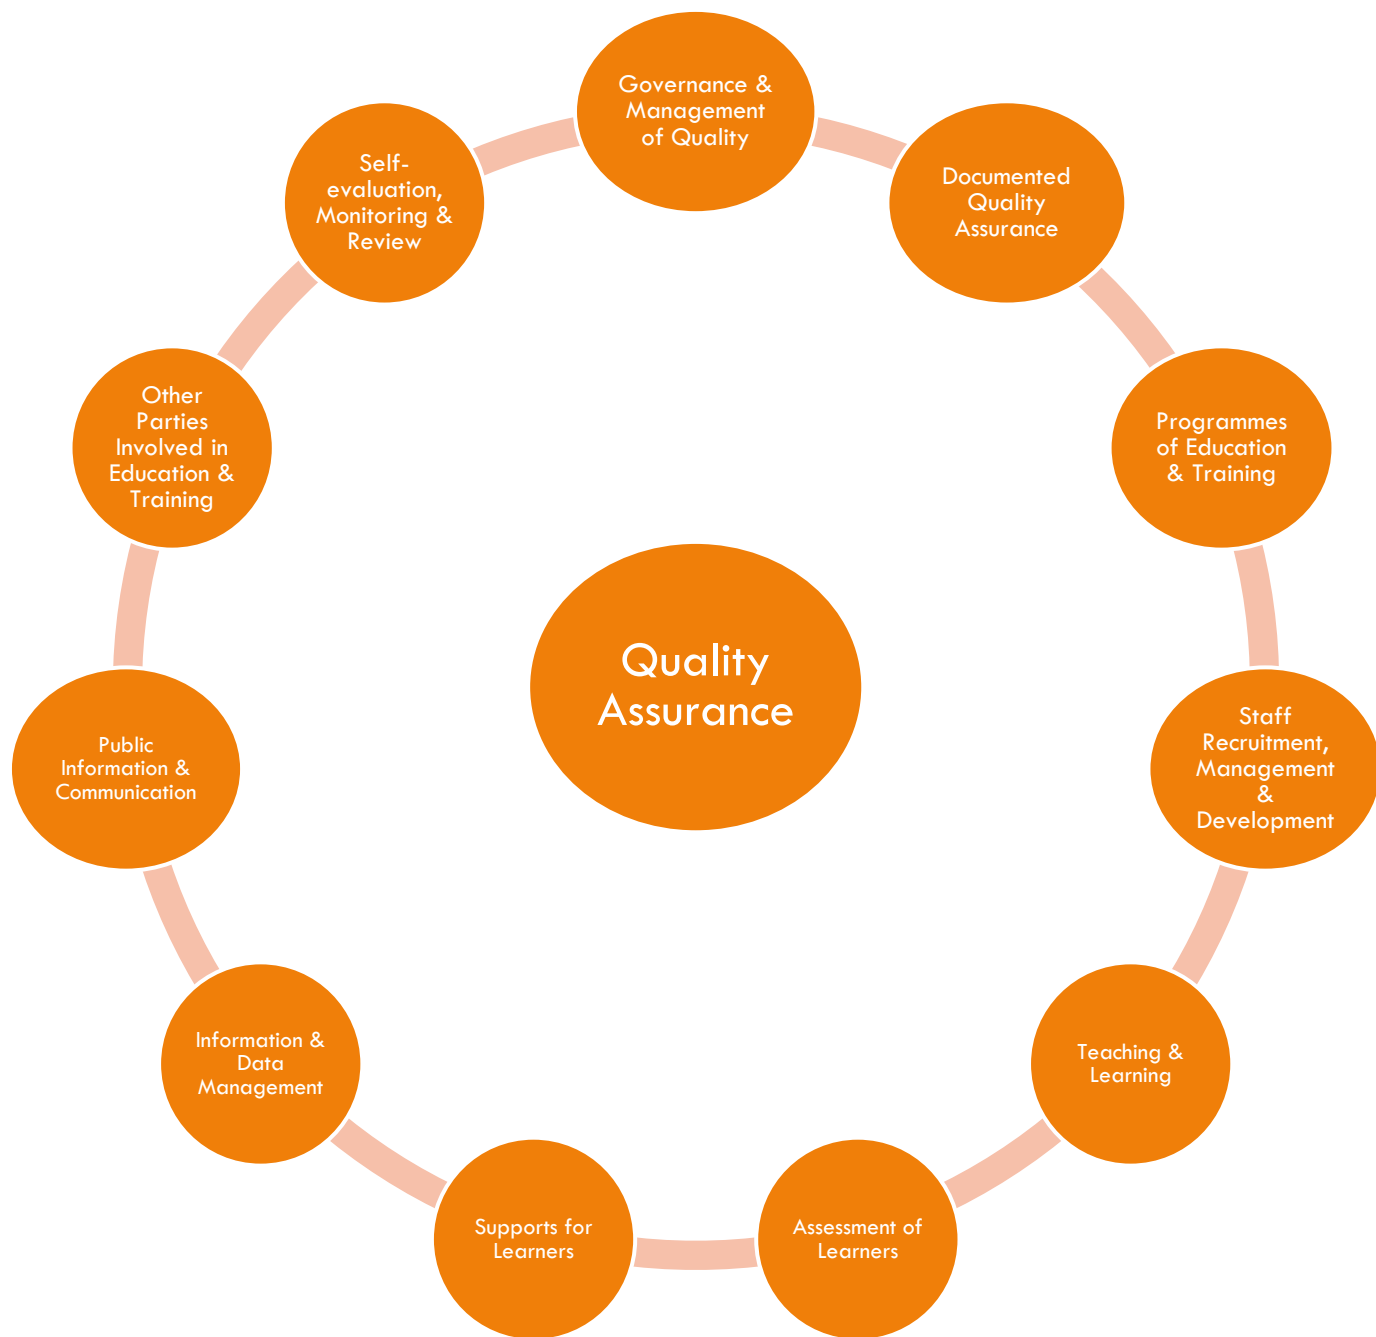 Governance &
Management
of Quality
Documented
Quality
Assurance
Programmes
of Education
& Training
Staff
Recruitment,
Management
&
Development
Teaching &
Learning
Assessment of
Learners
Supports for
Learners
Information &
Data
Management
Public
Information &
Communication
Other
Parties
Involved in
Education &
Training
Self-
evaluation,
Monitoring &
Review
Quality
Assurance